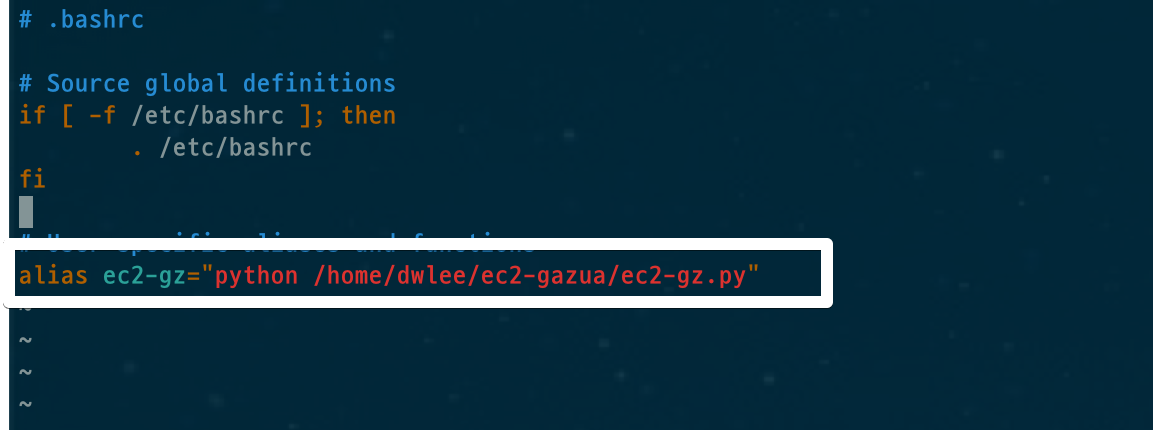 # .bashrc
# Source global definitions
if [ -f /etc/bashrc ]; then
        . /etc/bashrc
fi
# User specific aliases and functions
alias ec2-gz="python /home/dwlee/ec2-gazua/ec2-gz.py"
~
~
~
~